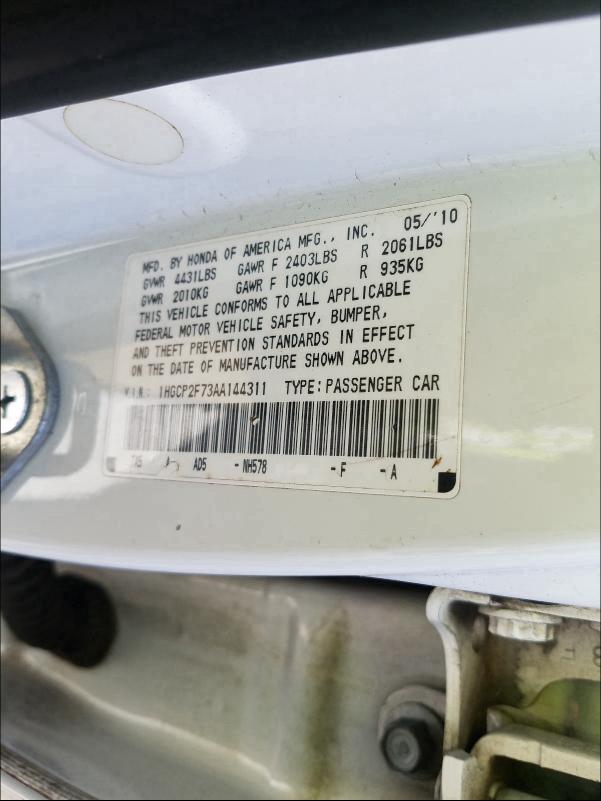 MFD. BY HONDA OF AMERICA MFG., INC. 05/'10
GVWR 4431LBS GAWR F 2403LBS R 2061LBS
GVWR 2010KG GAWR F 1090KG R 935KG
THIS VEHICLE CONFORMS TO ALL APPLICABLE
FEDERAL MOTOR VEHICLE SAFETY, BUMPER,
AND THEFT PREVENTION STANDARDS IN EFFECT
ON THE DATE OF MANUFACTURE SHOWN ABOVE.
V.I.N.: 1HGCP2F73AA144311 TYPE: PASSENGER CAR
A AD5 -NH578 -F -A